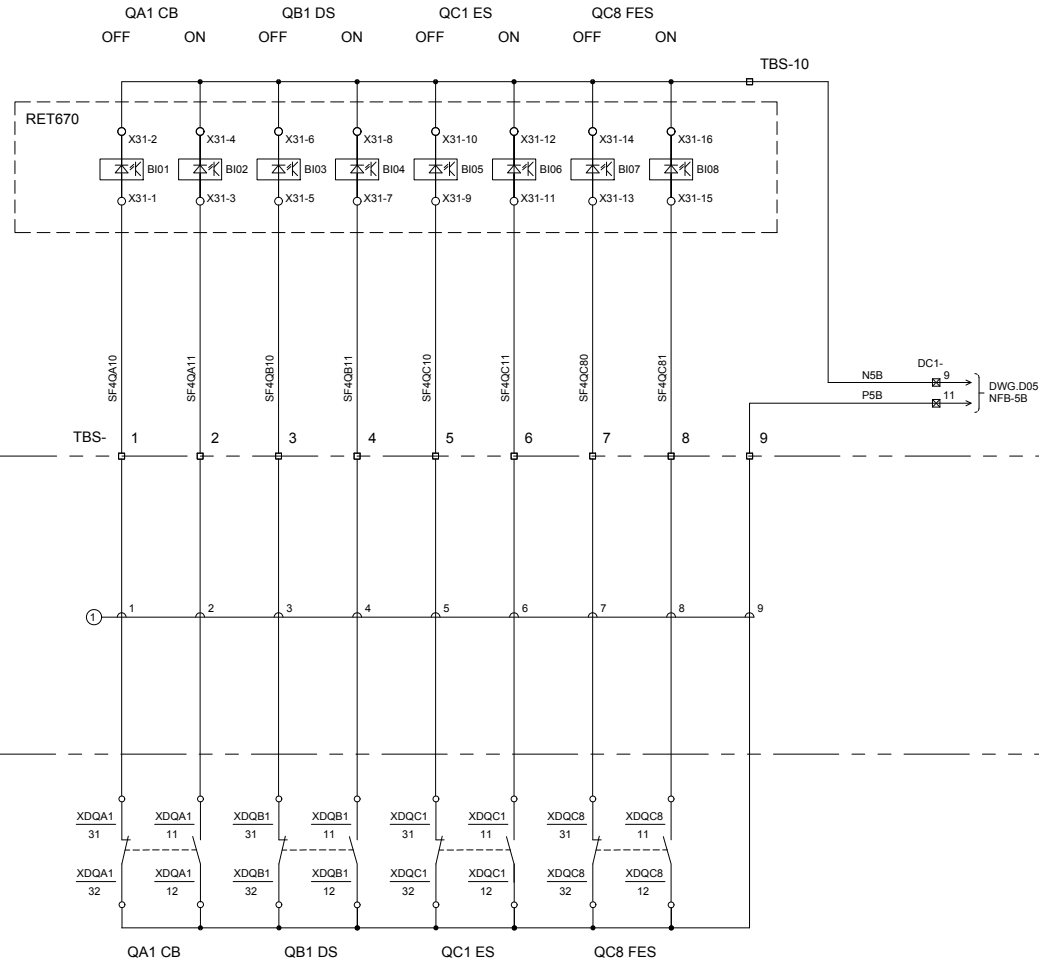 QA1 CB QB1 DS QC1 ES QC8 FES
OFF ON OFF ON OFF ON OFF ON
TBS-10
RET670
X31-2 X31-4 X31-6 X31-8 X31-10 X31-12 X31-14 X31-16
BI01 BI02 BI03 BI04 BI05 BI06 BI07 BI08
X31-1 X31-3 X31-5 X31-7 X31-9 X31-11 X31-13 X31-15
SF4QA10 SF4QA11 SF4QB10 SF4QB11 SF4QC10 SF4QC11 SF4QC80 SF4QC81
DC1-
N5B 9
P5B 11
DWG.D05
NFB-5B
TBS- 1 2 3 4 5 6 7 8 9
1 1 2 3 4 5 6 7 8 9
XDQA1 XDQA1 XDQB1 XDQB1 XDQC1 XDQC1 XDQC8 XDQC8
31 11 31 11 31 11 31 11
XDQA1 XDQA1 XDQB1 XDQB1 XDQC1 XDQC1 XDQC8 XDQC8
32 12 32 12 32 12 32 12
QA1 CB QB1 DS QC1 ES QC8 FES